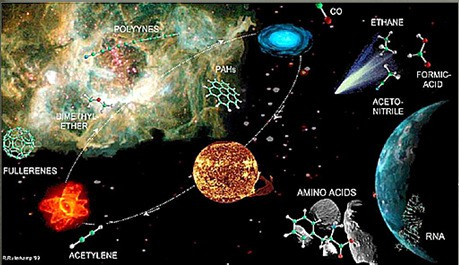 CO
POLYYNES
ETHANE
PAHs
FORMIC-
ACID
DIMETHYL
ETHER
ACETO-
NITRILE
FULLERENES
AMINO ACIDS
RNA
ACETYLENE